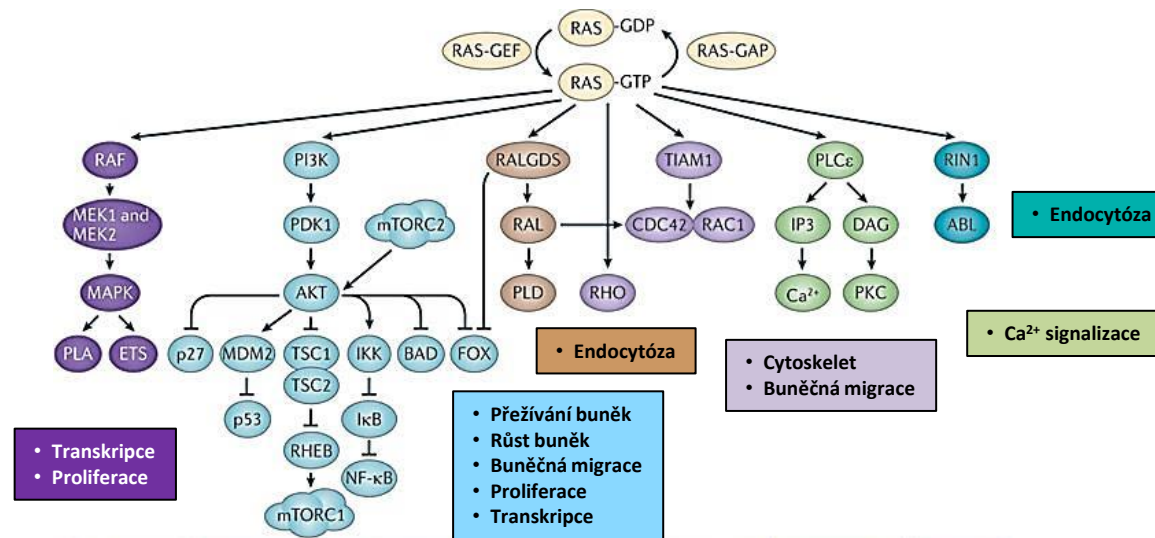 RAS -GDP
RAS-GEF
RAS-GAP
RAS -GTP
RAF
PI3K
RALGDS
TIAM1
PLCε
RIN1
MEK1 and
MEK2
PDK1
mTORC2
RAL
CDC42
RAC1
IP3
DAG
ABL
• Endocytóza
MAPK
AKT
PLD
RHO
Ca²⁺
PKC
PLA
ETS
p27
MDM2
TSC1
IKK
BAD
FOX
TSC2
• Endocytóza
• Ca²⁺ signalizace
• Cytoskelet
• Buněčná migrace
p53
IκB
RHEB
NF-κB
mTORC1
• Transkripce
• Proliferace
• Přežívání buněk
• Růst buněk
• Buněčná migrace
• Proliferace
• Transkripce